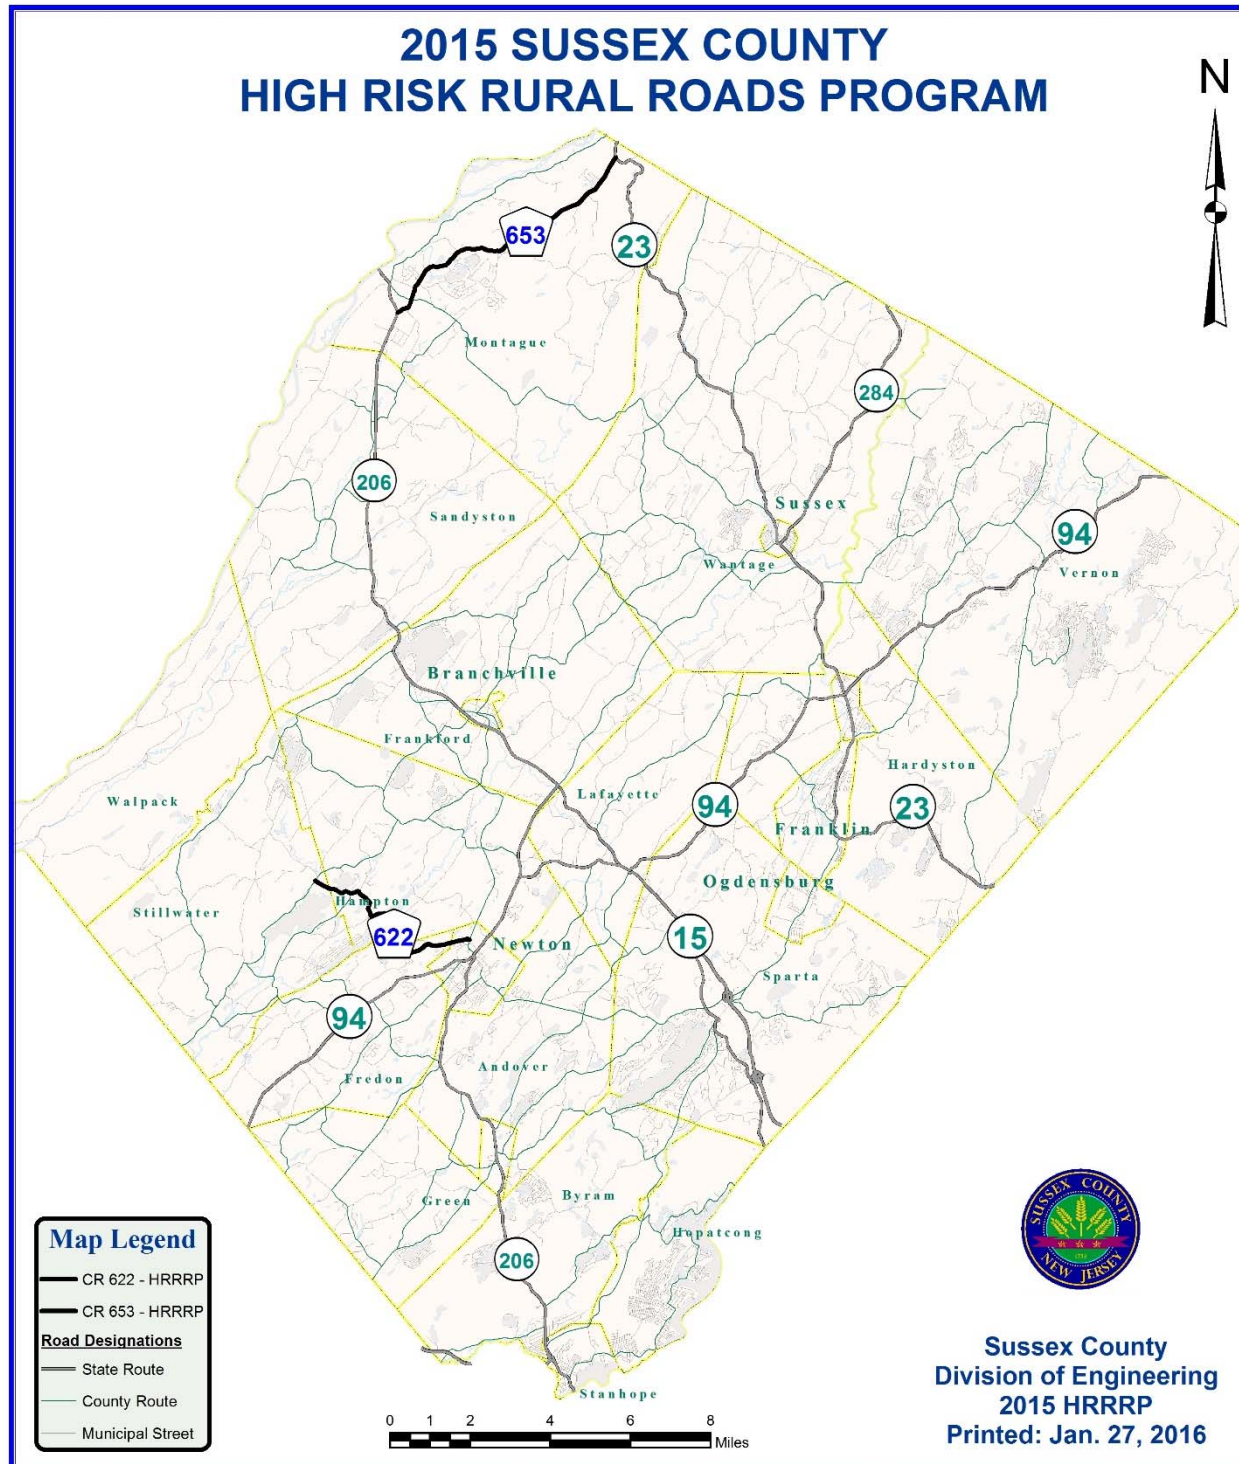 2015 SUSSEX COUNTY
HIGH RISK RURAL ROADS PROGRAM
N
653
23
Montague
284
206
Sandyston
Sussex
94
Wantage
Vernon
Branchville
Frankford
Hardyston
Walpack
Lafayette
94
23
Franklin
Ogdensburg
Hampton
Stillwater
622
Newton
15
Sparta
94
Fredon
Andover
Green
Byram
Hopatcong
206
Stanhope
Map Legend
CR 622 - HRRRP
CR 653 - HRRRP
Road Designations
State Route
County Route
Municipal Street
0 1 2 4 6 8
Miles
SUSSEX COUNTY
NEW JERSEY
Sussex County
Division of Engineering
2015 HRRRP
Printed: Jan. 27, 2016